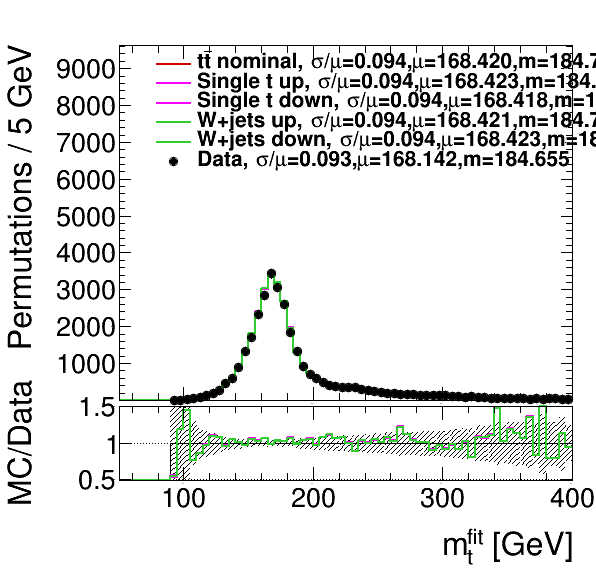 tt̄ nominal, σ/μ=0.094,μ=168.420,m=184.7
Single t up, σ/μ=0.094,μ=168.423,m=184.
Single t down, σ/μ=0.094,μ=168.418,m=1
W+jets up, σ/μ=0.094,μ=168.421,m=184.7
W+jets down, σ/μ=0.094,μ=168.423,m=18
Data, σ/μ=0.093,μ=168.142,m=184.655
Permutations / 5 GeV
9000
8000
7000
6000
5000
4000
3000
2000
1000
MC/Data
1.5
1
0.5
100 200 300 400
m_t^fit [GeV]